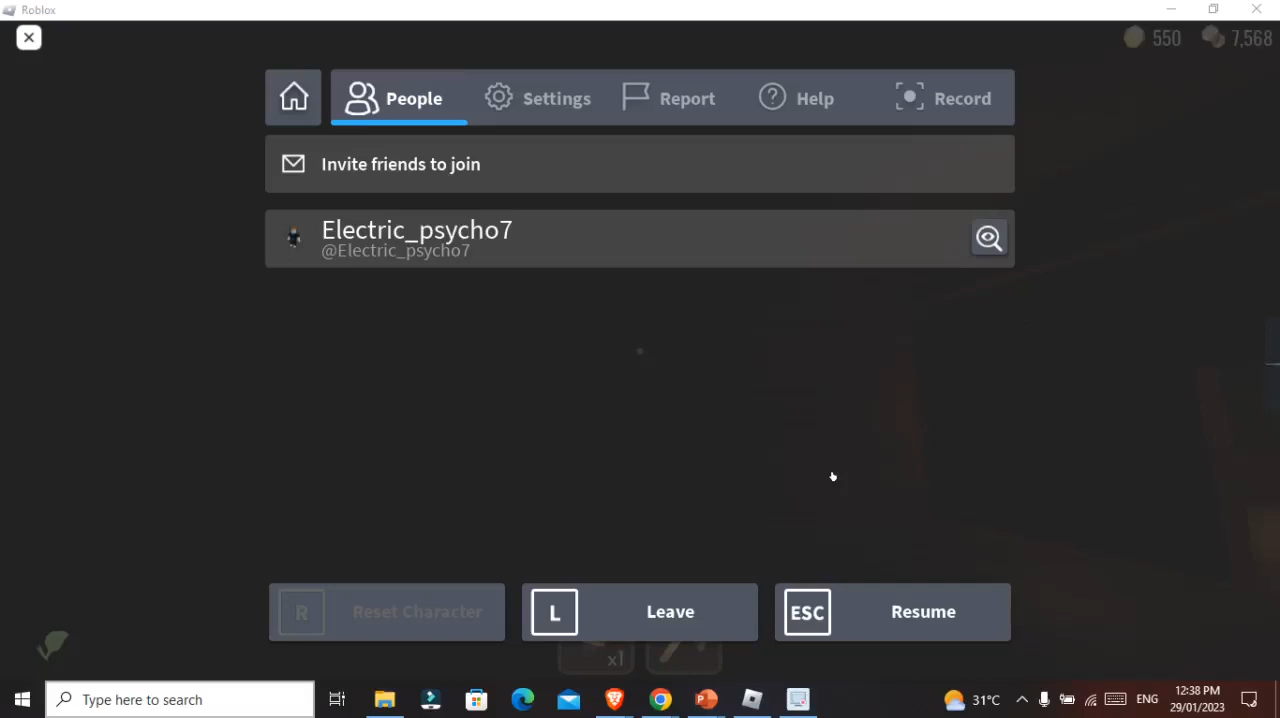 Roblox
550
7,568
People
Settings
Report
Help
Record
Invite friends to join
Electric_psycho7
@Electric_psycho7
R
Reset Character
L
Leave
ESC
Resume
x1
Type here to search
31°C
ENG
12:38 PM
29/01/2023